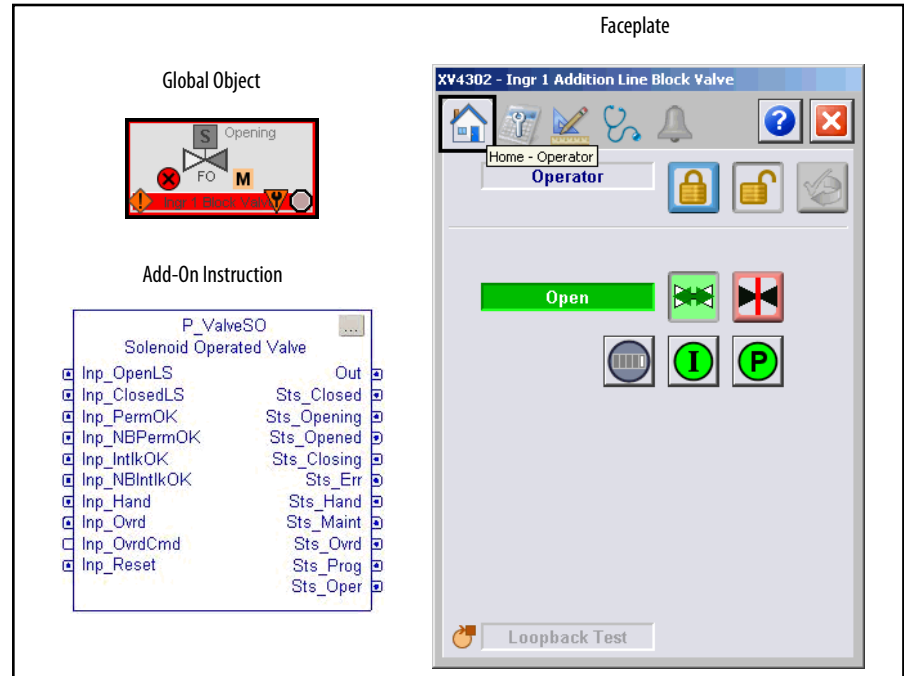 Faceplate
Global Object
XV4302 - Ingr 1 Addition Line Block Valve
?
S Opening
FO
M
Ingr 1 Block Valve
Home - Operator
Operator
Add-On Instruction
Open
I P
P_ValveSO
...
Solenoid Operated Valve
Inp_OpenLS Out
Inp_ClosedLS Sts_Closed
Inp_PermOK Sts_Opening
Inp_NBPermOK Sts_Opened
Inp_IntlkOK Sts_Closing
Inp_NBIntlkOK Sts_Err
Inp_Hand Sts_Hand
Inp_Ovrd Sts_Maint
Inp_OvrdCmd Sts_Ovrd
Inp_Reset Sts_Prog
Sts_Oper
Loopback Test